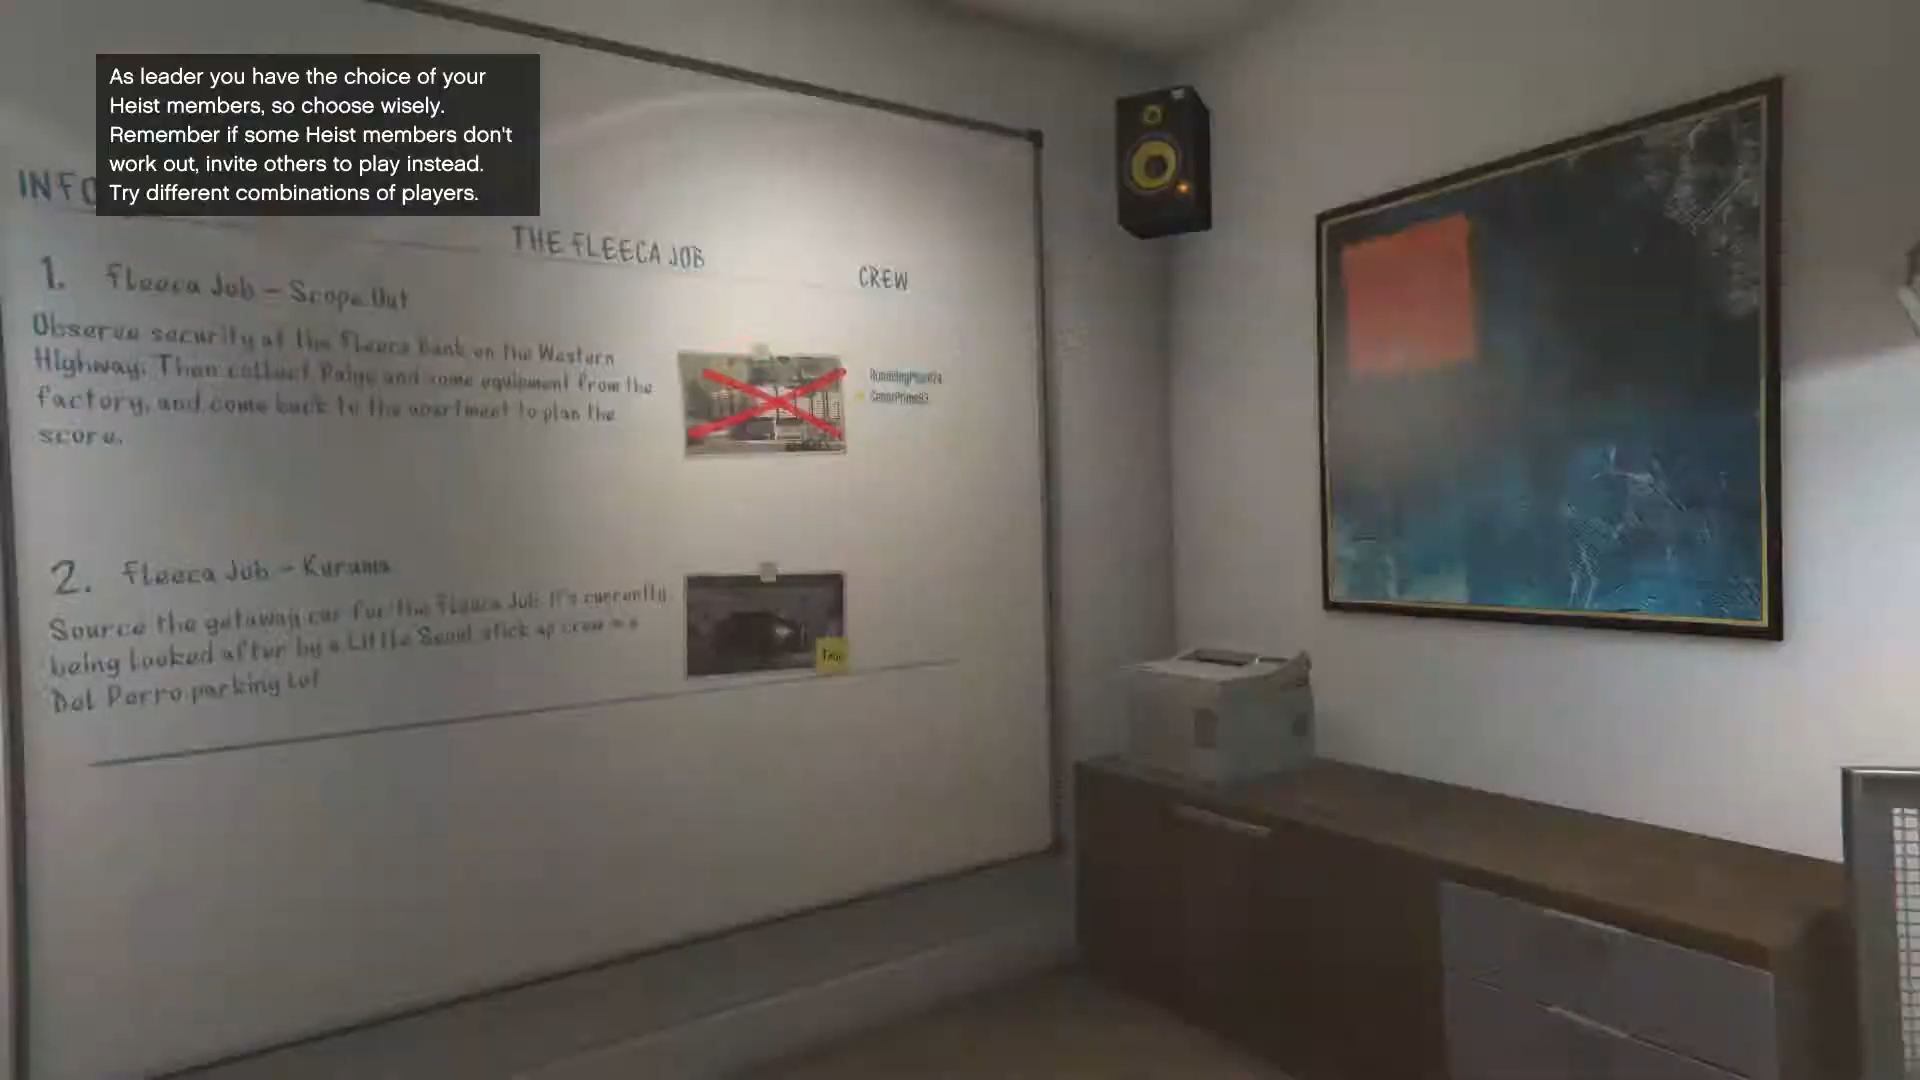 As leader you have the choice of your
Heist members, so choose wisely.
Remember if some Heist members don't
work out, invite others to play instead.
Try different combinations of players.
INFO
THE FLEECA JOB
CREW
1. Fleeca Job - Scope Out
Observe security at the Fleeca bank on the Western
Highway. Then collect Paige and some equipment from the
factory, and come back to the apartment to plan the
score.
2. Fleeca Job - Kuruma
Source the getaway car for the Fleeca Job. It's currently
being looked after by a Little Seoul stick up crew in a
Del Perro parking lot